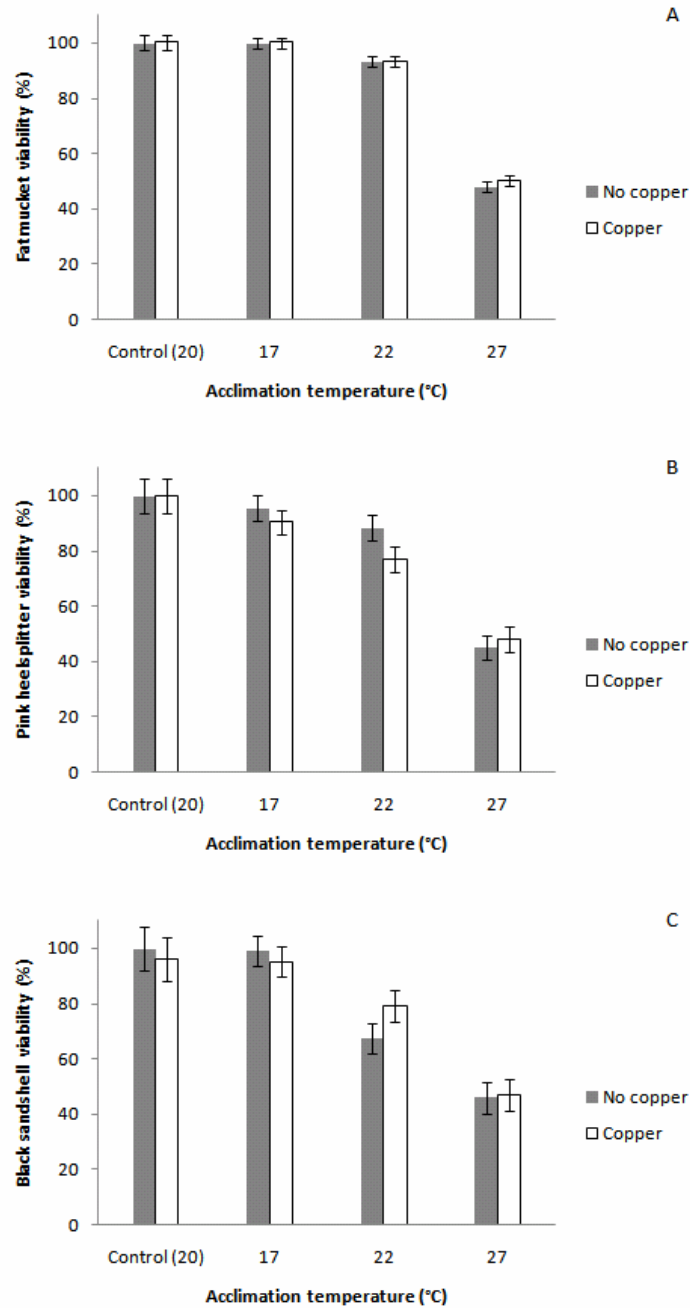 A
Fatmucket viability (%)
100
80
60
40
20
0
Control (20) 17 22 27
Acclimation temperature (°C)
No copper
Copper
B
Pink heelsplitter viability (%)
100
80
60
40
20
0
Control (20) 17 22 27
Acclimation temperature (°C)
No copper
Copper
C
Black sandshell viability (%)
100
80
60
40
20
0
Control (20) 17 22 27
Acclimation temperature (°C)
No copper
Copper